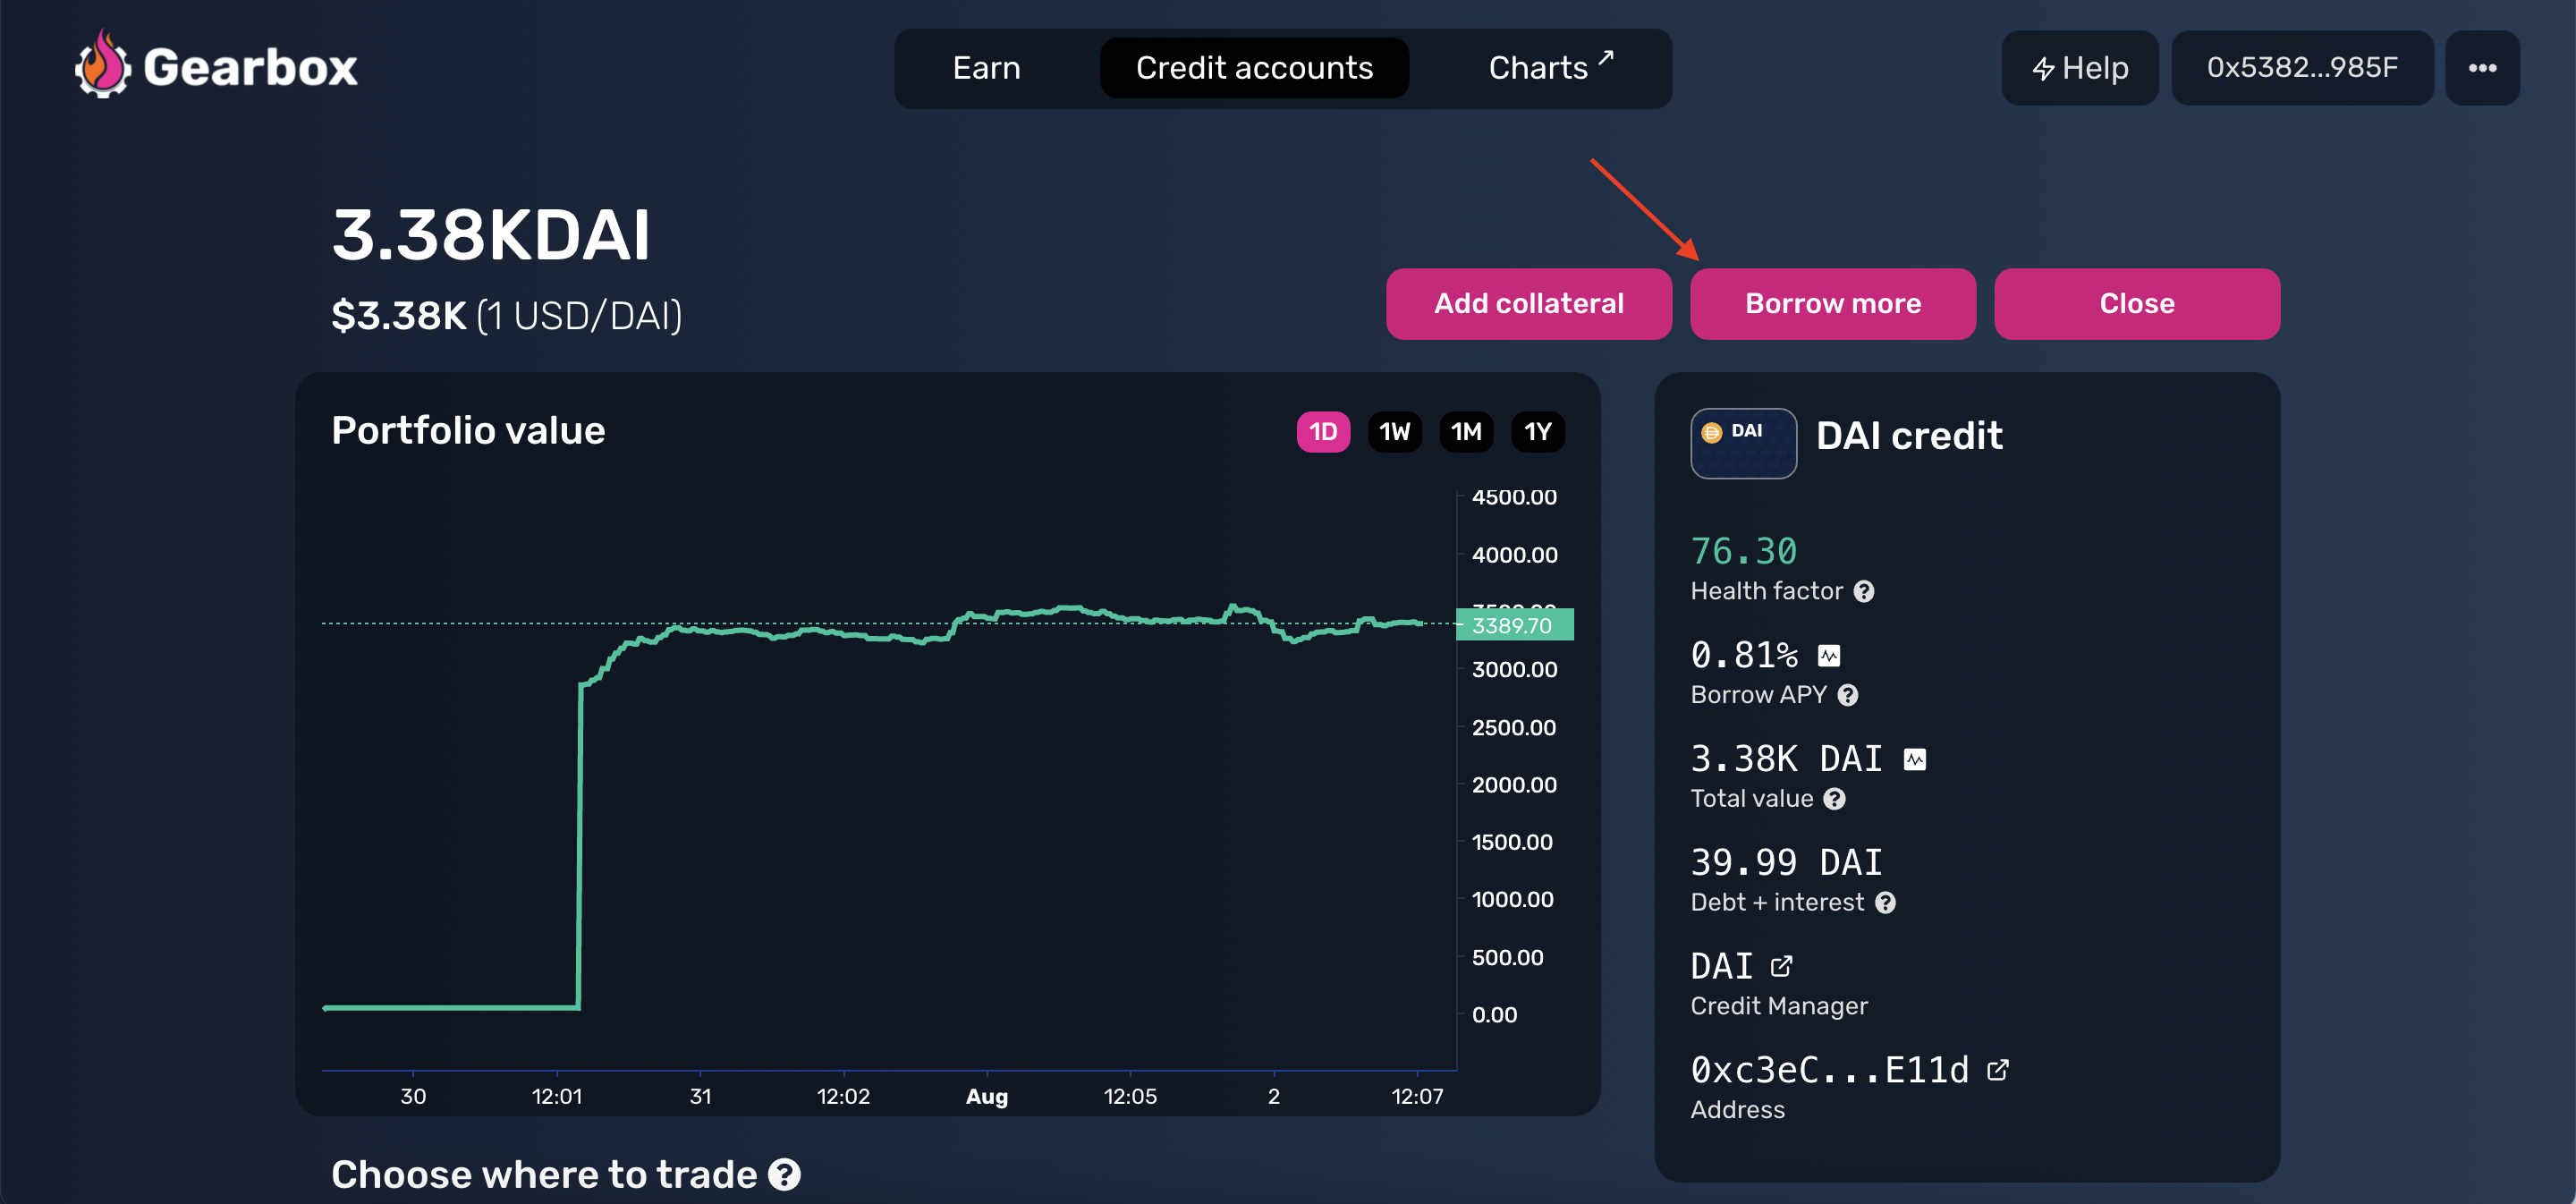 Gearbox
Earn
Credit accounts
Charts
Help
0x5382...985F
3.38KDAI
$3.38K (1 USD/DAI)
Add collateral
Borrow more
Close
Portfolio value
1D
1W
1M
1Y
4500.00
4000.00
3389.70
3000.00
2500.00
2000.00
1500.00
1000.00
500.00
0.00
30
12:01
31
12:02
Aug
12:05
2
12:07
DAI
DAI credit
76.30
Health factor ?
0.81%
Borrow APY ?
3.38K DAI
Total value ?
39.99 DAI
Debt + interest ?
DAI
Credit Manager
0xc3eC...E11d
Address
Choose where to trade ?